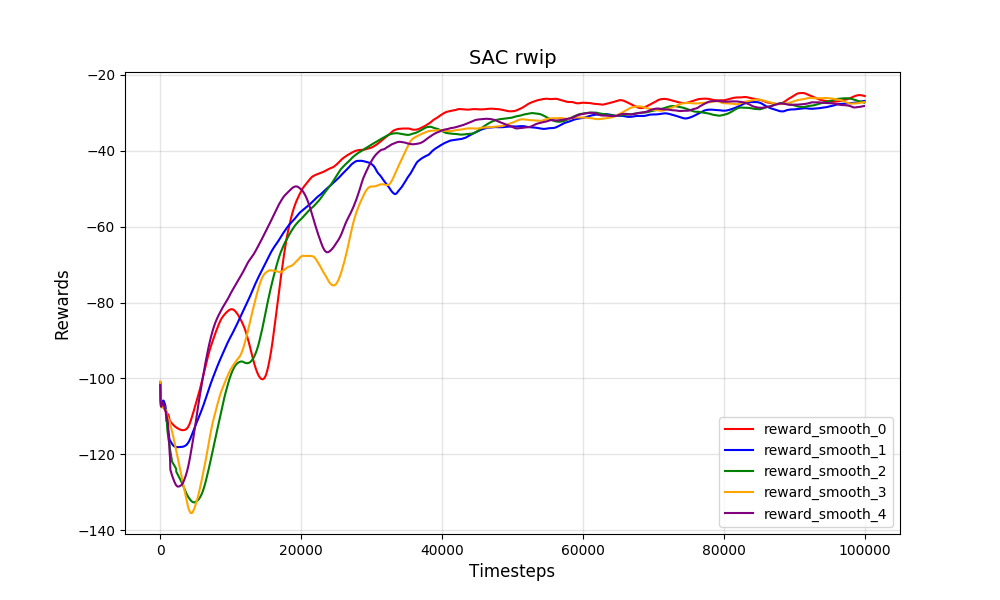 SAC rwip
Rewards
−20
−40
−60
−80
−100
−120
−140
0 20000 40000 60000 80000 100000
Timesteps
reward_smooth_0
reward_smooth_1
reward_smooth_2
reward_smooth_3
reward_smooth_4